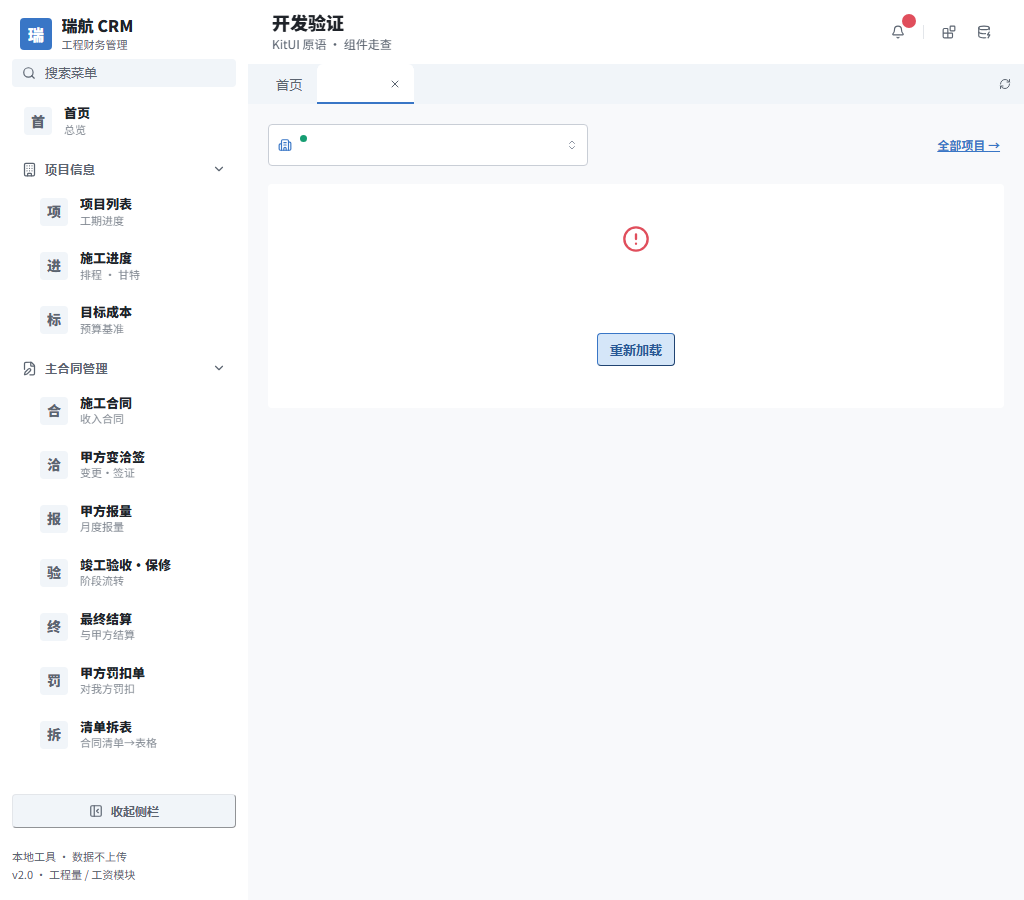 瑞
瑞航 CRM
工程财务管理
搜索菜单
首
首页
总览
项目信息
项
项目列表
工期进度
进
施工进度
排程 · 甘特
标
目标成本
预算基准
主合同管理
合
施工合同
收入合同
洽
甲方变洽签
变更·签证
报
甲方报量
月度报量
验
竣工验收·保修
阶段流转
终
最终结算
与甲方结算
罚
甲方罚扣单
对我方罚扣
拆
清单拆表
合同清单→表格
收起侧栏
本地工具 · 数据不上传
v2.0 · 工程量 / 工资模块
开发验证
KitUI 原语 · 组件走查
首页
全部项目 →
重新加载